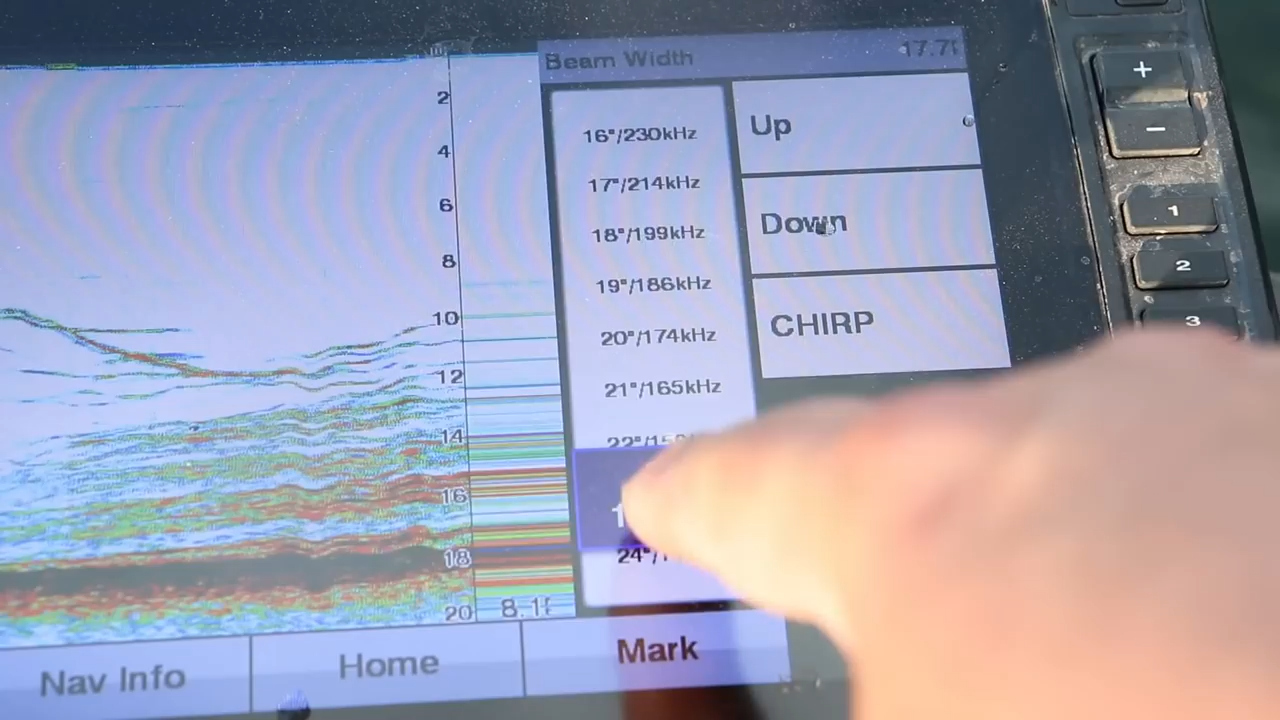 Beam Width
2
4
6
8
10
12
14
16
18
20
16°/230kHz
17°/214kHz
18°/199kHz
19°/186kHz
20°/174kHz
21°/165kHz
Up
Down
CHIRP
Nav Info
Home
Mark
+
-
1
2
3